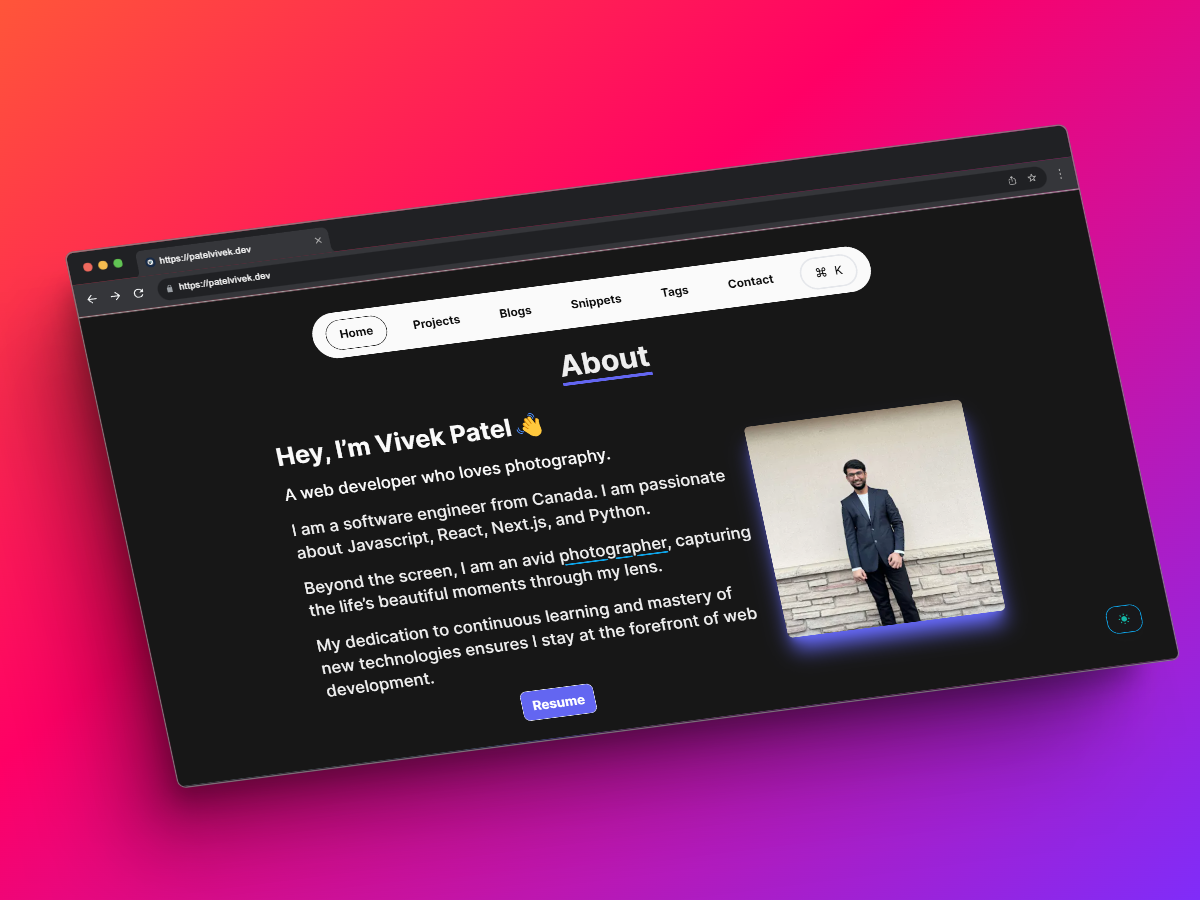 https://patelvivek.dev
https://patelvivek.dev
Home Projects Blogs Snippets Tags Contact ⌘ K
About
Hey, I'm Vivek Patel 👋
A web developer who loves photography.
I am a software engineer from Canada. I am passionate
about Javascript, React, Next.js, and Python.
Beyond the screen, I am an avid photographer, capturing
the life's beautiful moments through my lens.
My dedication to continuous learning and mastery of
new technologies ensures I stay at the forefront of web
development.
Resume